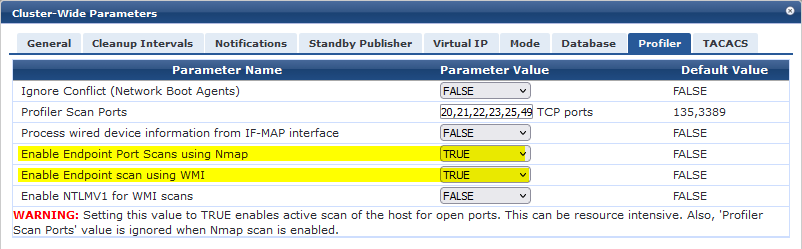 Cluster-Wide Parameters
General Cleanup Intervals Notifications Standby Publisher Virtual IP Mode Database Profiler TACACS
Parameter Name Parameter Value Default Value
Ignore Conflict (Network Boot Agents) FALSE FALSE
Profiler Scan Ports 20,21,22,23,25,49 TCP ports 135,3389
Process wired device information from IF-MAP interface FALSE FALSE
Enable Endpoint Port Scans using Nmap TRUE FALSE
Enable Endpoint scan using WMI TRUE FALSE
Enable NTLMV1 for WMI scans FALSE FALSE
WARNING: Setting this value to TRUE enables active scan of the host for open ports. This can be resource intensive. Also, 'Profiler
Scan Ports' value is ignored when Nmap scan is enabled.